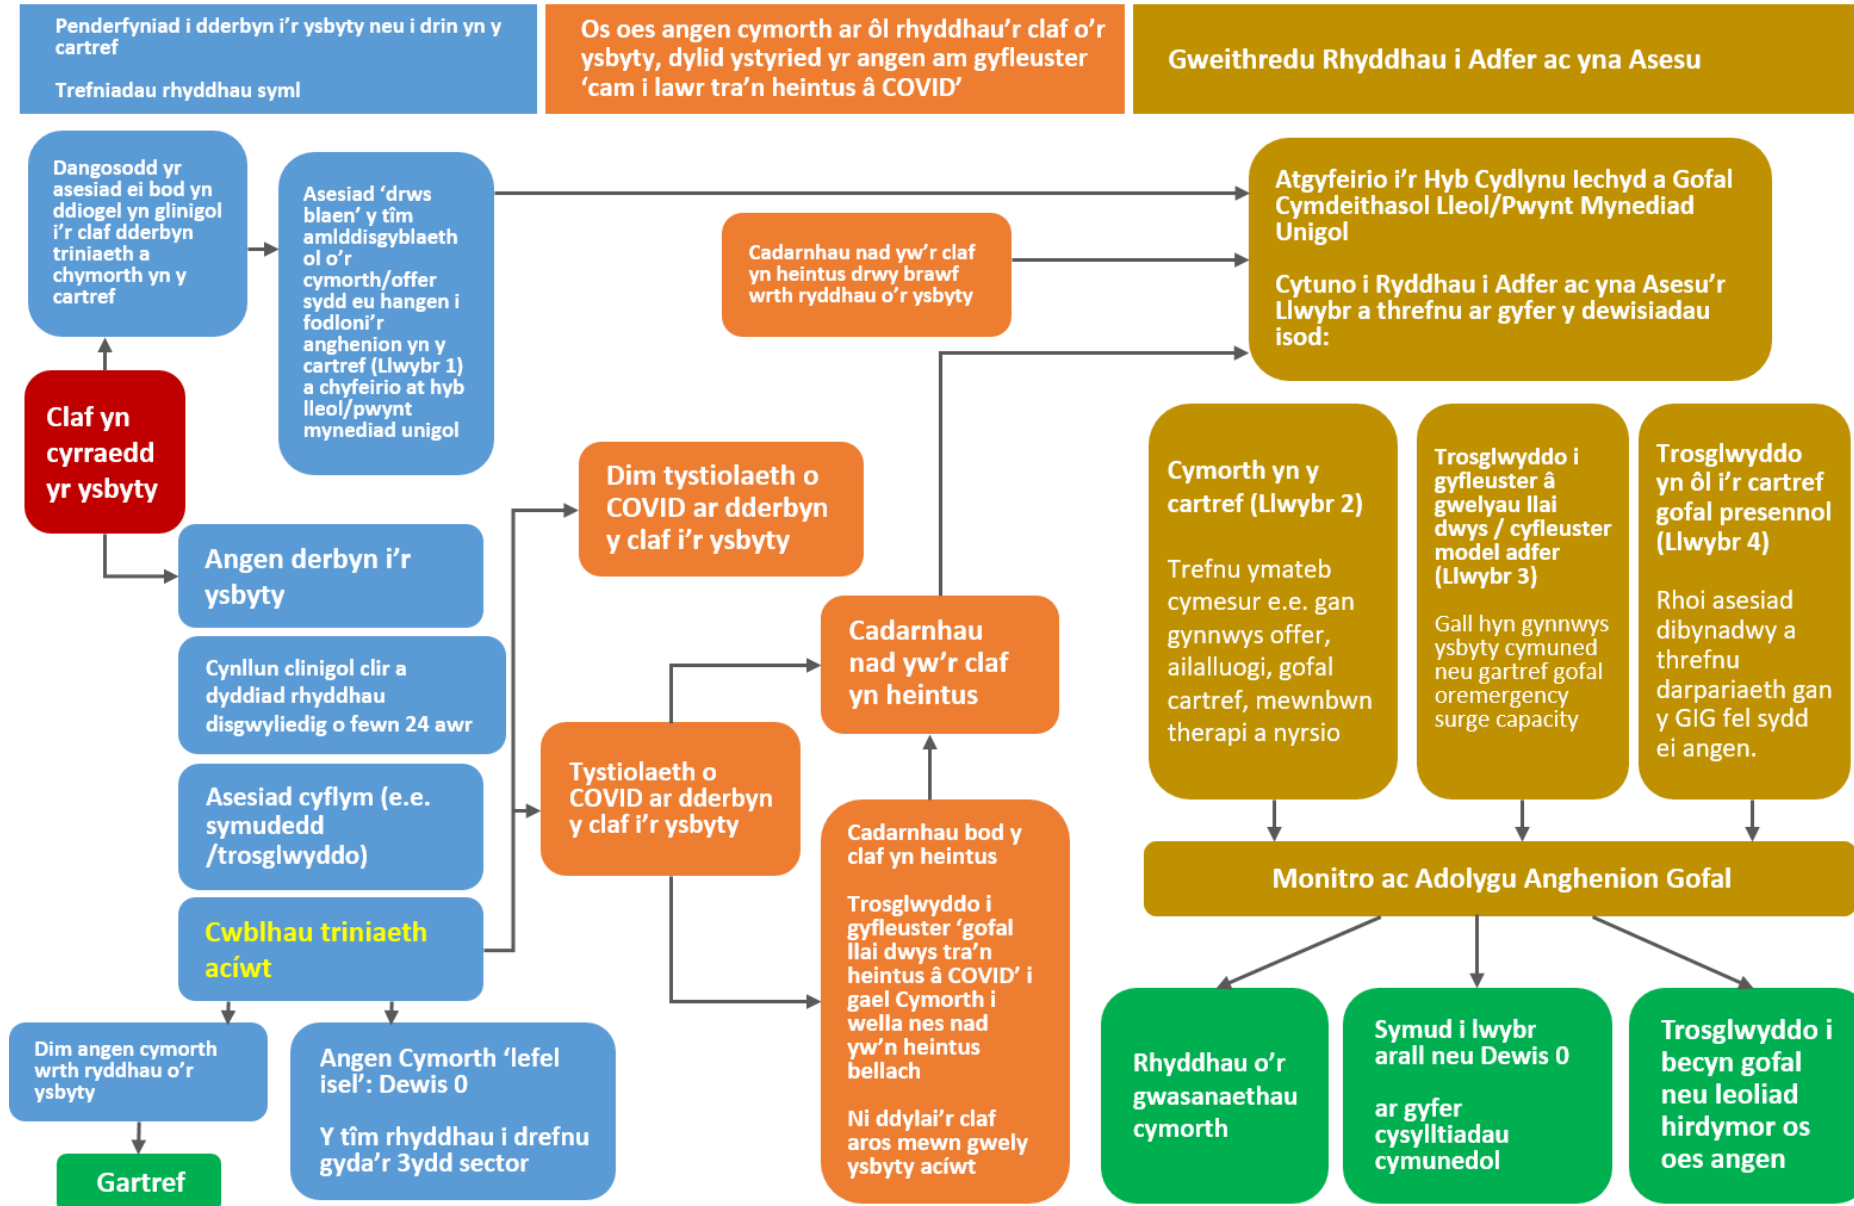 Penderfyniad i dderbyn i’r ysbyty neu i drin yn y
cartref
Trefniadau rhyddhau syml
Os oes angen cymorth ar ôl rhyddhau’r claf o’r
ysbyty, dylid ystyried yr angen am gyfleuster
‘cam i lawr tra’n heintus â COVID’
Gweithredu Rhyddhau i Adfer ac yna Asesu
Dangosodd yr
asesiad ei bod yn
ddiogel yn glinigol
i’r claf dderbyn
triniaeth a
chymorth yn y
cartref
Asesiad ‘drws
blaen’ y tîm
amlddisgyblaeth
ol o’r
cymorth/offer
sydd eu hangen i
fodloni’r
anghenion yn y
cartref (Llwybr 1)
a chyfeirio at hyb
lleol/pwynt
mynediad unigol
Cadarnhau nad yw’r claf
yn heintus drwy brawf
wrth ryddhau o’r ysbyty
Atgyfeirio i’r Hyb Cydlynu Iechyd a Gofal
Cymdeithasol Lleol/Pwynt Mynediad
Unigol
Cytuno i Ryddhau i Adfer ac yna Asesu’r
Llwybr a threfnu ar gyfer y dewisiadau
isod:
Claf yn
cyrraedd
yr ysbyty
Angen derbyn i’r
ysbyty
Cynllun clinigol clir a
dyddiad rhyddhau
disgwyliedig o fewn 24 awr
Asesiad cyflym (e.e.
symudedd
/trosglwyddo)
Cwblhau triniaeth
acíwt
Dim angen cymorth
wrth ryddhau o’r
ysbyty
Gartref
Angen Cymorth ‘lefel
isel’: Dewis 0
Y tîm rhyddhau i drefnu
gyda’r 3ydd sector
Dim tystiolaeth o
COVID ar dderbyn
y claf i’r ysbyty
Tystiolaeth o
COVID ar dderbyn
y claf i’r ysbyty
Cadarnhau
nad yw’r claf
yn heintus
Cadarnhau bod y
claf yn heintus
Trosglwyddo i
gyfleuster ‘gofal
llai dwys tra’n
heintus â COVID’ i
gael Cymorth i
wella nes nad
yw’n heintus
bellach
Ni ddylai’r claf
aros mewn gwely
ysbyty acíwt
Cymorth yn y
cartref (Llwybr 2)
Trefnu ymateb
cymesur e.e. gan
gynnwys offer,
ailalluogi, gofal
cartref, mewnbwn
therapi a nyrsio
Trosglwyddo i
gyfleuster â
gwelyau llai
dwys / cyfleuster
model adfer
(Llwybr 3)
Gall hyn gynnwys
ysbyty cymuned
neu gartref gofal
oremergency
surge capacity
Trosglwyddo
yn ôl i’r cartref
gofal presennol
(Llwybr 4)
Rhoi asesiad
dibynadwy a
threfnu
darpariaeth gan
y GIG fel sydd
ei angen.
Monitro ac Adolygu Anghenion Gofal
Rhyddhau o’r
gwasanaethau
cymorth
Symud i lwybr
arall neu Dewis 0
ar gyfer
cysylltiadau
cymunedol
Trosglwyddo i
becyn gofal
neu leoliad
hirdymor os
oes angen